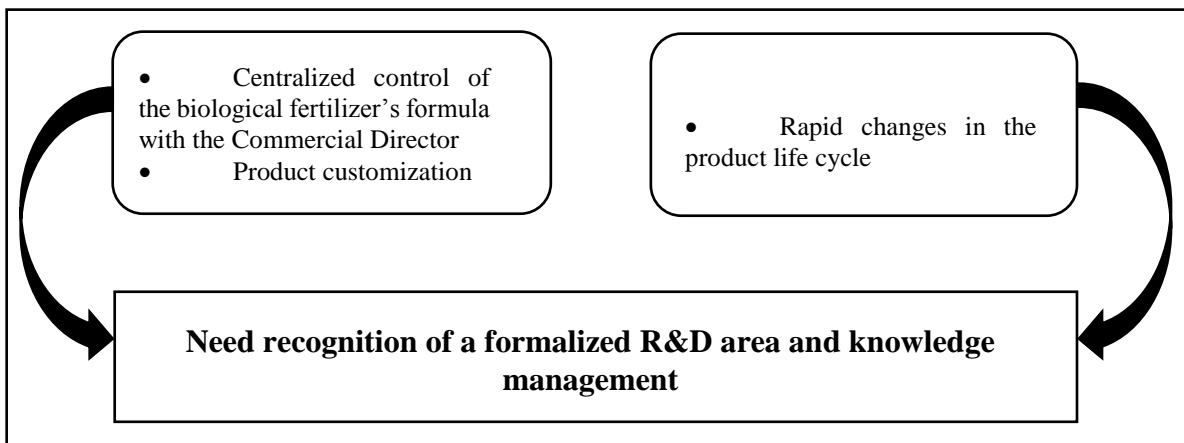 • Centralized control of
the biological fertilizer’s formula
with the Commercial Director
• Product customization
• Rapid changes in the
product life cycle
Need recognition of a formalized R&D area and knowledge
management